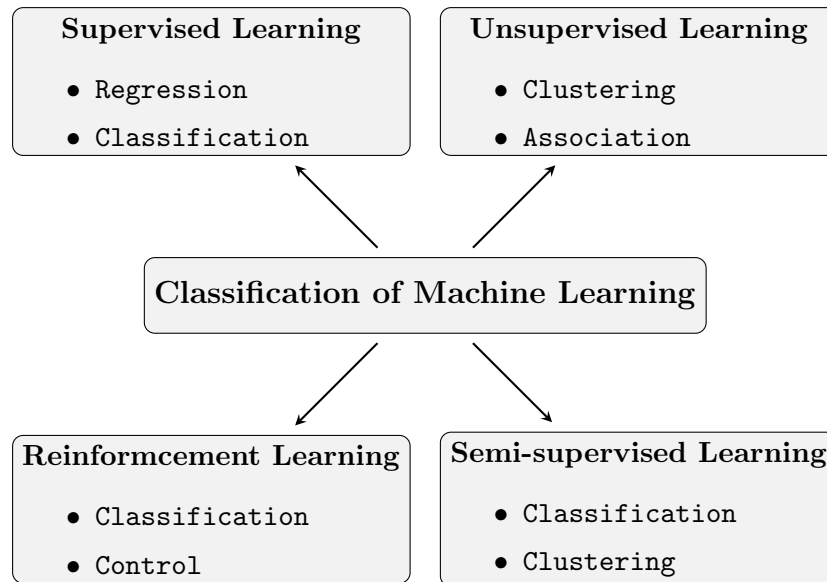 Supervised Learning
• Regression
• Classification
Unsupervised Learning
• Clustering
• Association
Classification of Machine Learning
Reinformcement Learning
• Classification
• Control
Semi-supervised Learning
• Classification
• Clustering